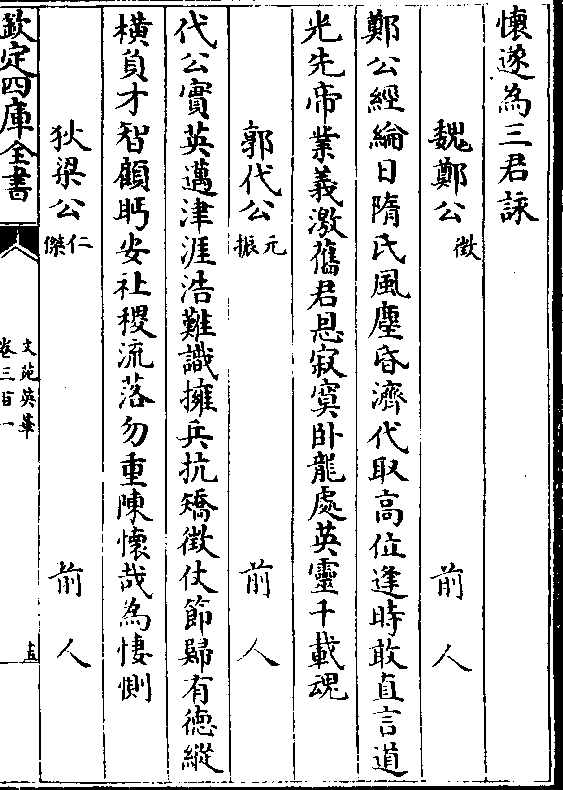 懷遂為三君詠
魏鄭公徵 前人
鄭公經綸日隋氏風塵昏濟代取高位逢時敢直言道
光先帝業義激舊君恩寂寞卧龍處英靈千載魂
郭代公元振 前人
代公實英邁津涯浩難識擁兵抗矯徵仗節歸有德縱
橫負才智顧眄安社稷流落勿重陳懷哉為悽惻
狄梁公仁傑 前人
欽定四庫全書
文苑英華
卷三百一